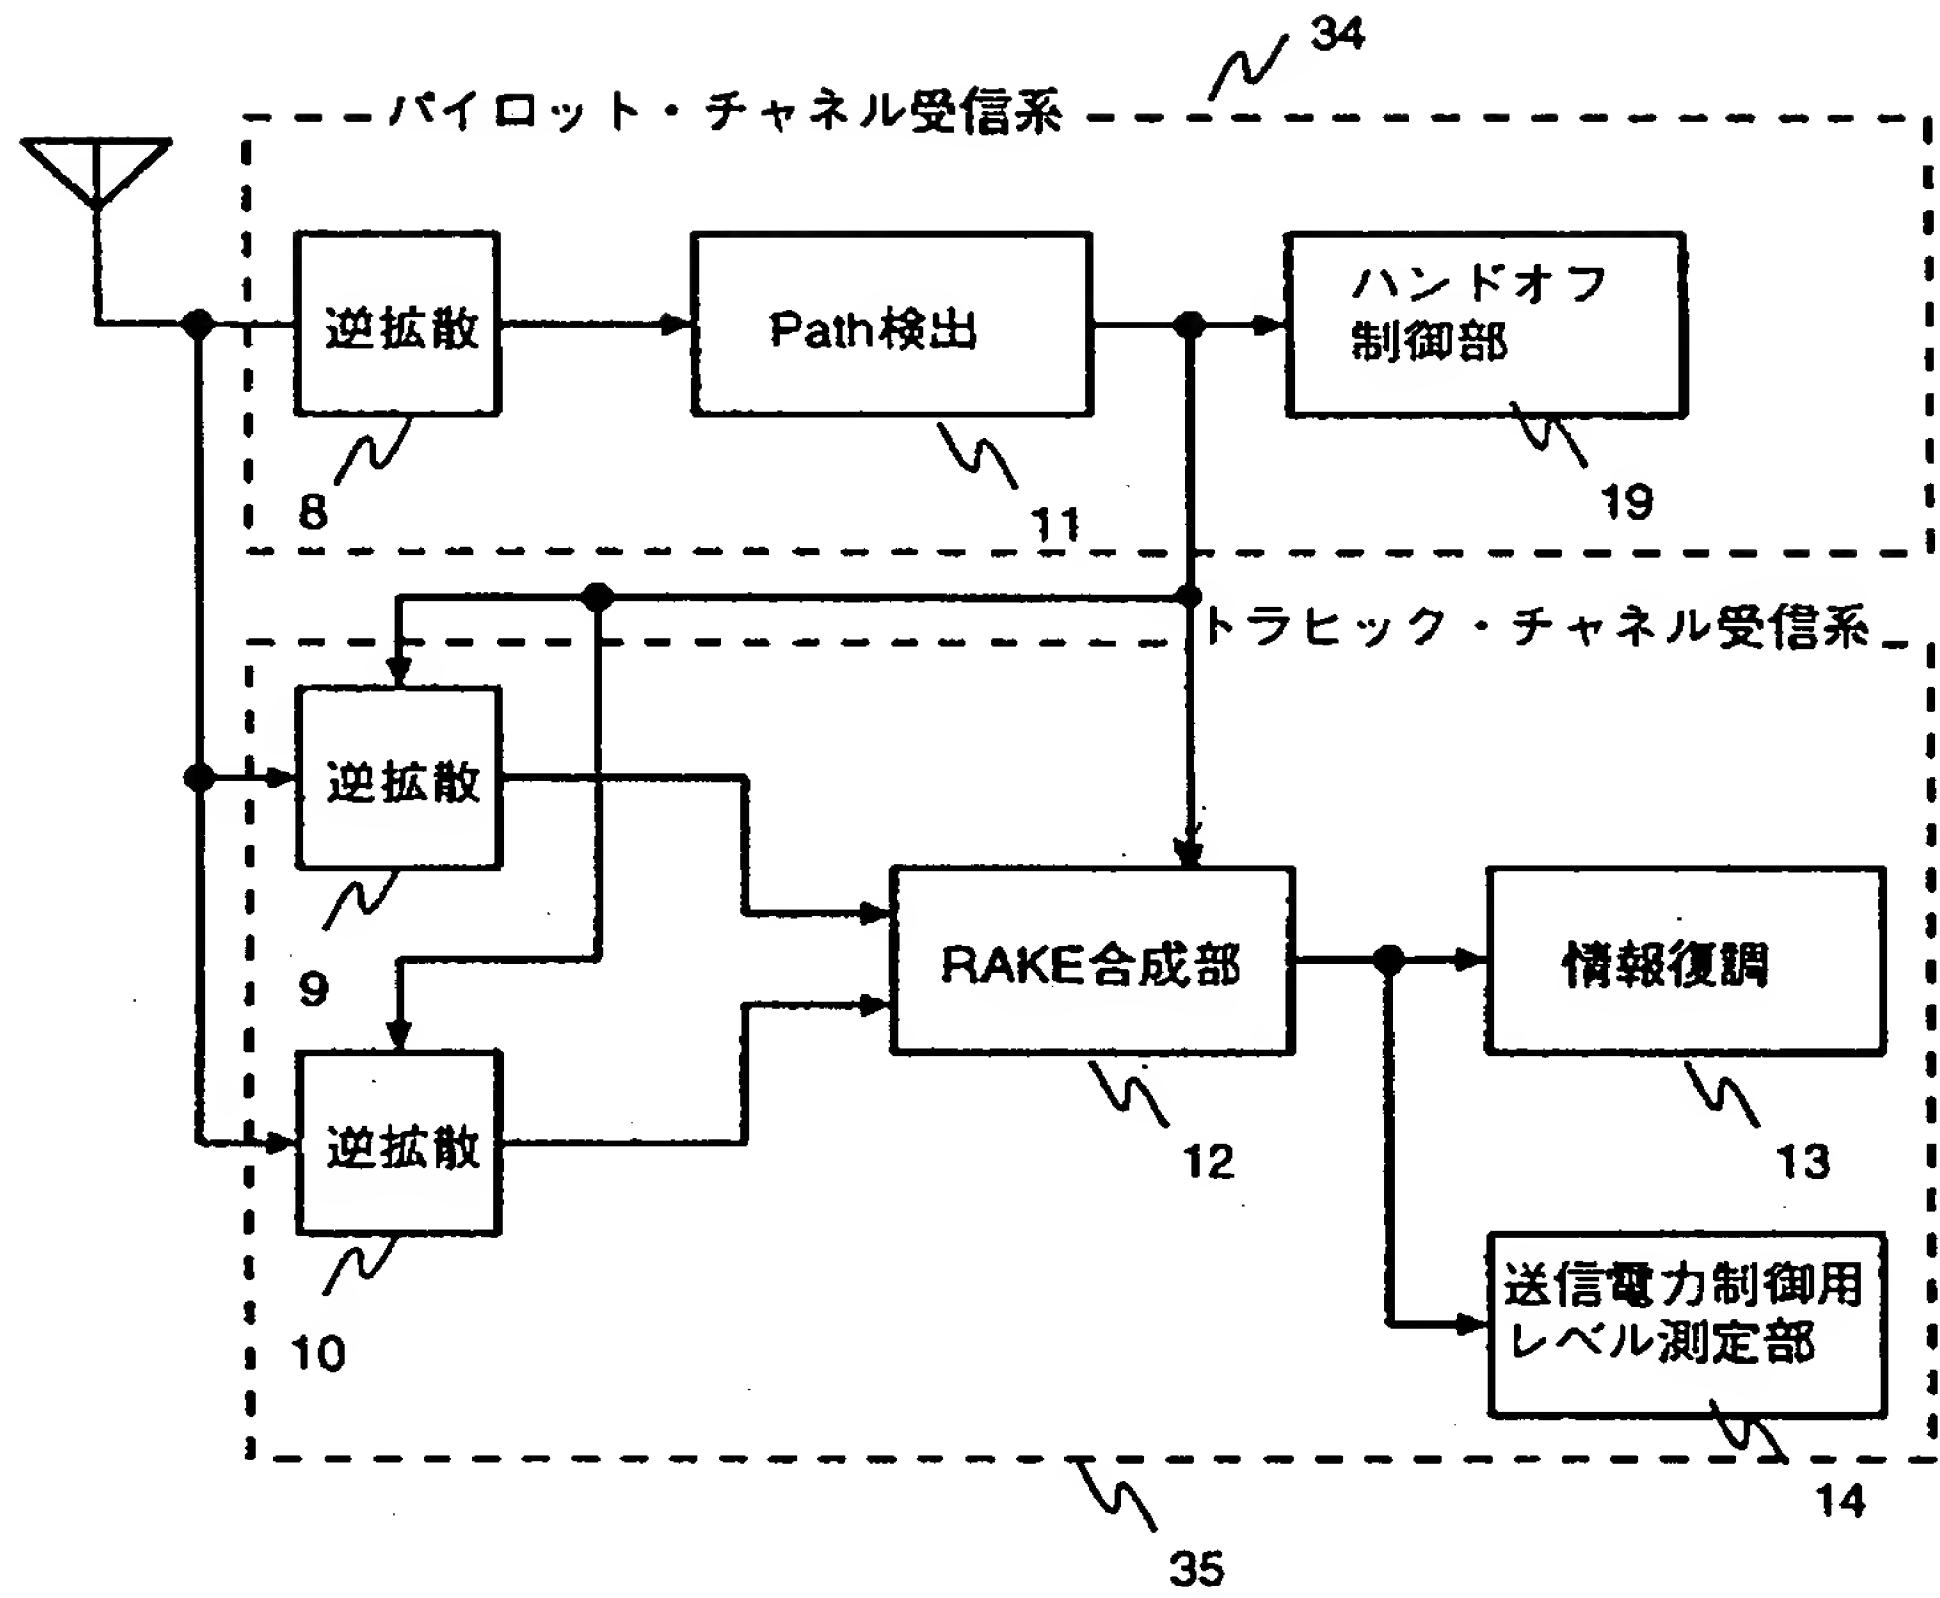 34
パイロット・チャネル受信系
逆拡散
Path検出
ハンドオフ
制御部
8
11
19
トラヒック・チャネル受信系
逆拡散
9
RAKE合成部
情報復調
12
13
逆拡散
10
送信電力制御用
レベル測定部
14
35